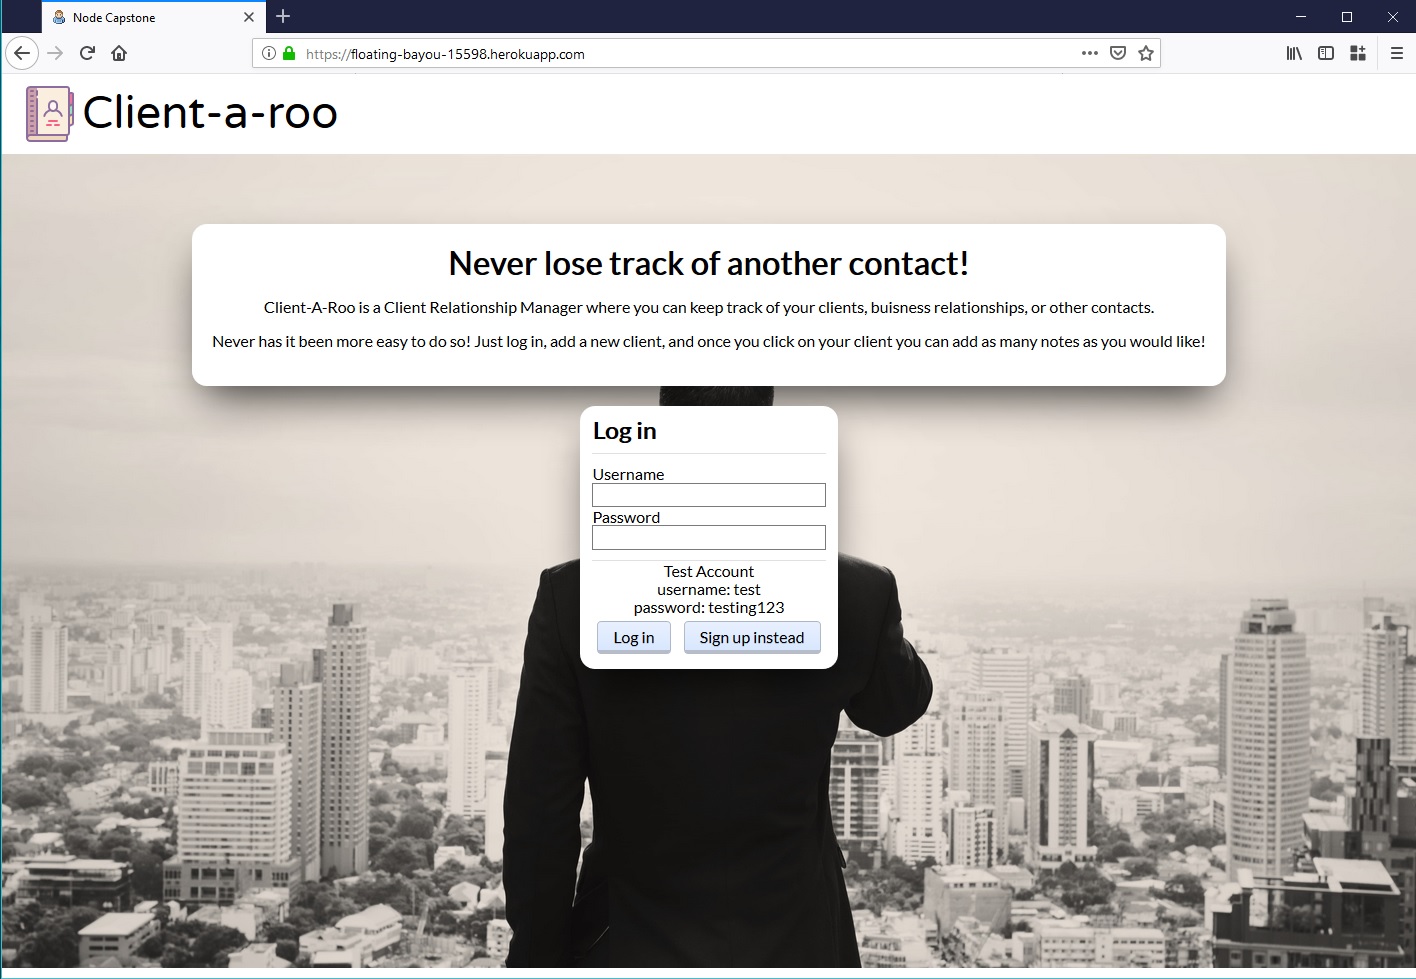 Node Capstone
https://floating-bayou-15598.herokuapp.com
Client-a-roo
Never lose track of another contact!
Client-A-Roo is a Client Relationship Manager where you can keep track of your clients, buisness relationships, or other contacts.
Never has it been more easy to do so! Just log in, add a new client, and once you click on your client you can add as many notes as you would like!
Log in
Username
Password
Test Account
username: test
password: testing123
Log in Sign up instead